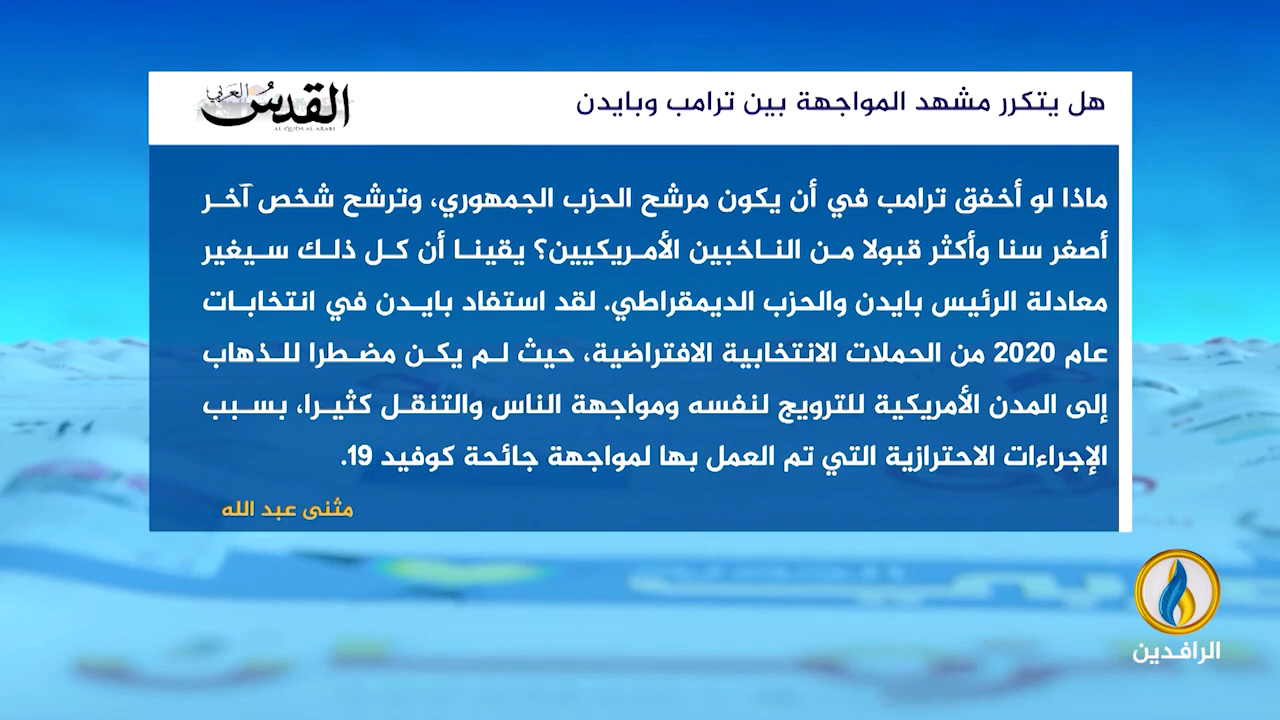 هل يتكرر مشهد المواجهة بين ترامب وبايدن
القدس العربي
AL-QUDS AL-ARABI
ماذا لو أخفق ترامب في أن يكون مرشح الحزب الجمهوري، وترشح شخص آخر
أصغر سنا وأكثر قبولا من الناخبين الأمريكيين؟ يقينا أن كل ذلك سيغير
معادلة الرئيس بايدن والحزب الديمقراطي. لقد استفاد بايدن في انتخابات
عام 2020 من الحملات الانتخابية الافتراضية، حيث لم يكن مضطرا للذهاب
إلى المدن الأمريكية للترويج لنفسه ومواجهة الناس والتنقل كثيرا، بسبب
الإجراءات الاحترازية التي تم العمل بها لمواجهة جائحة كوفيد 19.
مثنى عبد الله
الرافدين